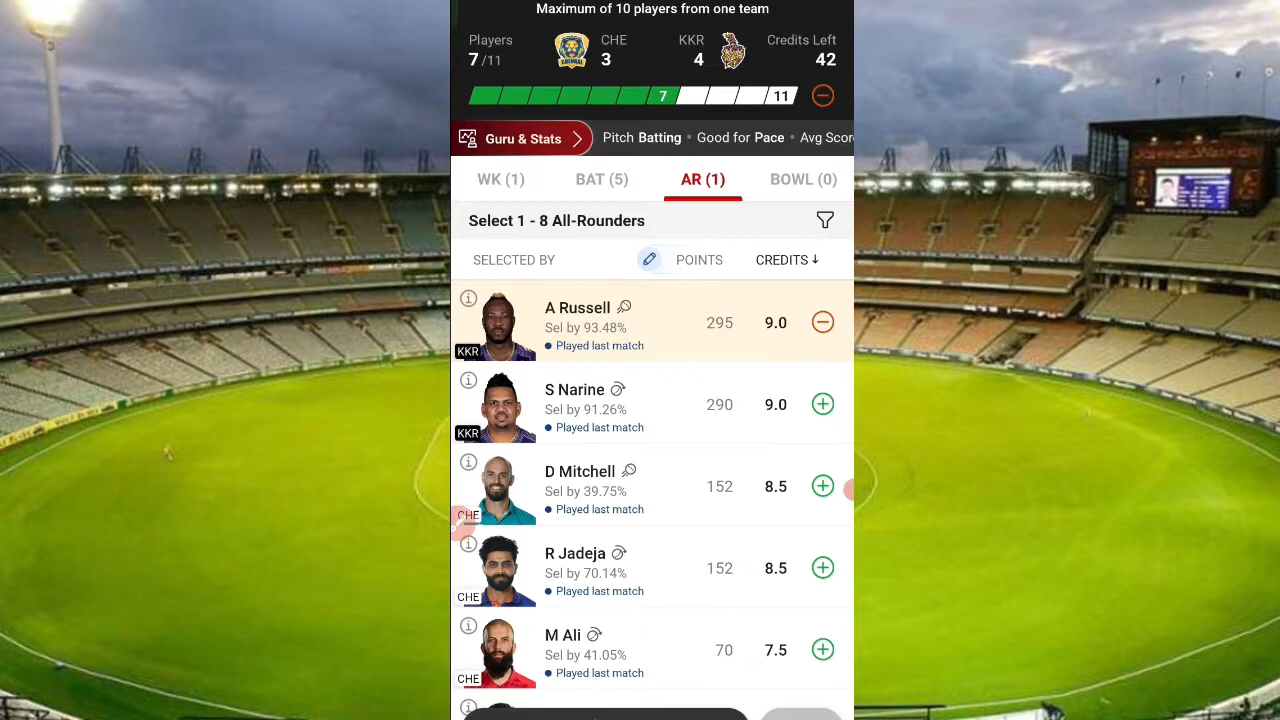 Maximum of 10 players from one team
Players CHE KKR Credits Left
7/11 3 4 42
7 11
Guru & Stats Pitch Batting • Good for Pace • Avg Scor
WK (1) BAT (5) AR (1) BOWL (0)
Select 1 - 8 All-Rounders
SELECTED BY POINTS CREDITS ↓
A Russell
Sel by 93.48% 295 9.0
Played last match
KKR
S Narine
Sel by 91.26% 290 9.0
Played last match
KKR
D Mitchell
Sel by 39.75% 152 8.5
Played last match
CHE
R Jadeja
Sel by 70.14% 152 8.5
Played last match
CHE
M Ali
Sel by 41.05% 70 7.5
Played last match
CHE